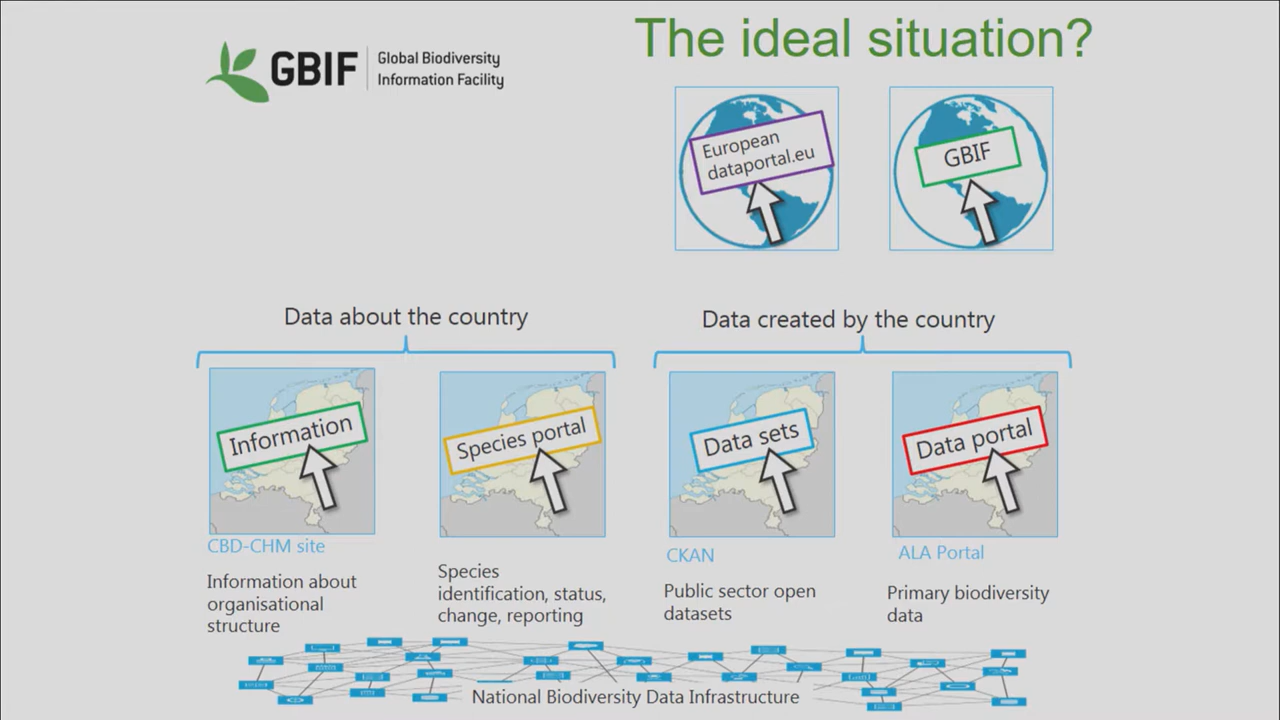 The ideal situation?
GBIF
Global Biodiversity
Information Facility
European
dataportal.eu
GBIF
Data about the country
Data created by the country
Information
Species portal
Data sets
Data portal
CBD-CHM site
CKAN
ALA Portal
Information about
organisational
structure
Species
identification, status,
change, reporting
Public sector open
datasets
Primary biodiversity
data
National Biodiversity Data Infrastructure